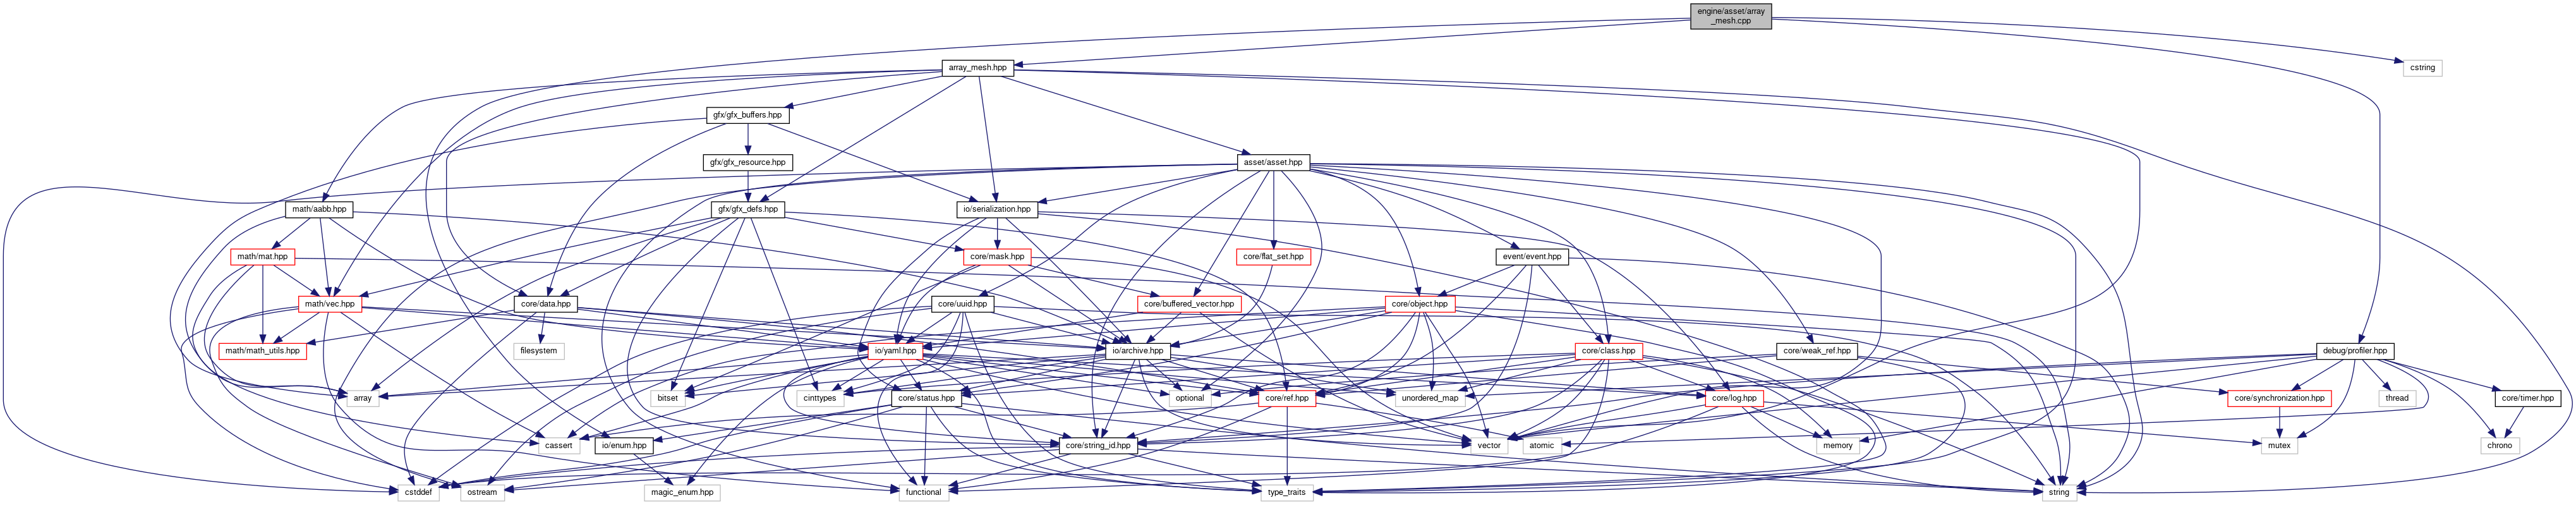 engine/asset/array
_mesh.cpp
array_mesh.hpp
cstring
gfx/gfx_buffers.hpp
gfx/gfx_resource.hpp
asset/asset.hpp
math/aabb.hpp
gfx/gfx_defs.hpp
io/serialization.hpp
math/mat.hpp
core/mask.hpp
core/flat_set.hpp
event/event.hpp
math/vec.hpp
core/data.hpp
core/uuid.hpp
core/buffered_vector.hpp
core/object.hpp
math/math_utils.hpp
filesystem
io/yaml.hpp
io/archive.hpp
core/class.hpp
core/weak_ref.hpp
debug/profiler.hpp
array
bitset
cinttypes
core/status.hpp
optional
core/ref.hpp
unordered_map
core/log.hpp
core/synchronization.hpp
thread
core/timer.hpp
cassert
io/enum.hpp
core/string_id.hpp
vector
atomic
memory
mutex
chrono
cstddef
ostream
magic_enum.hpp
functional
type_traits
string